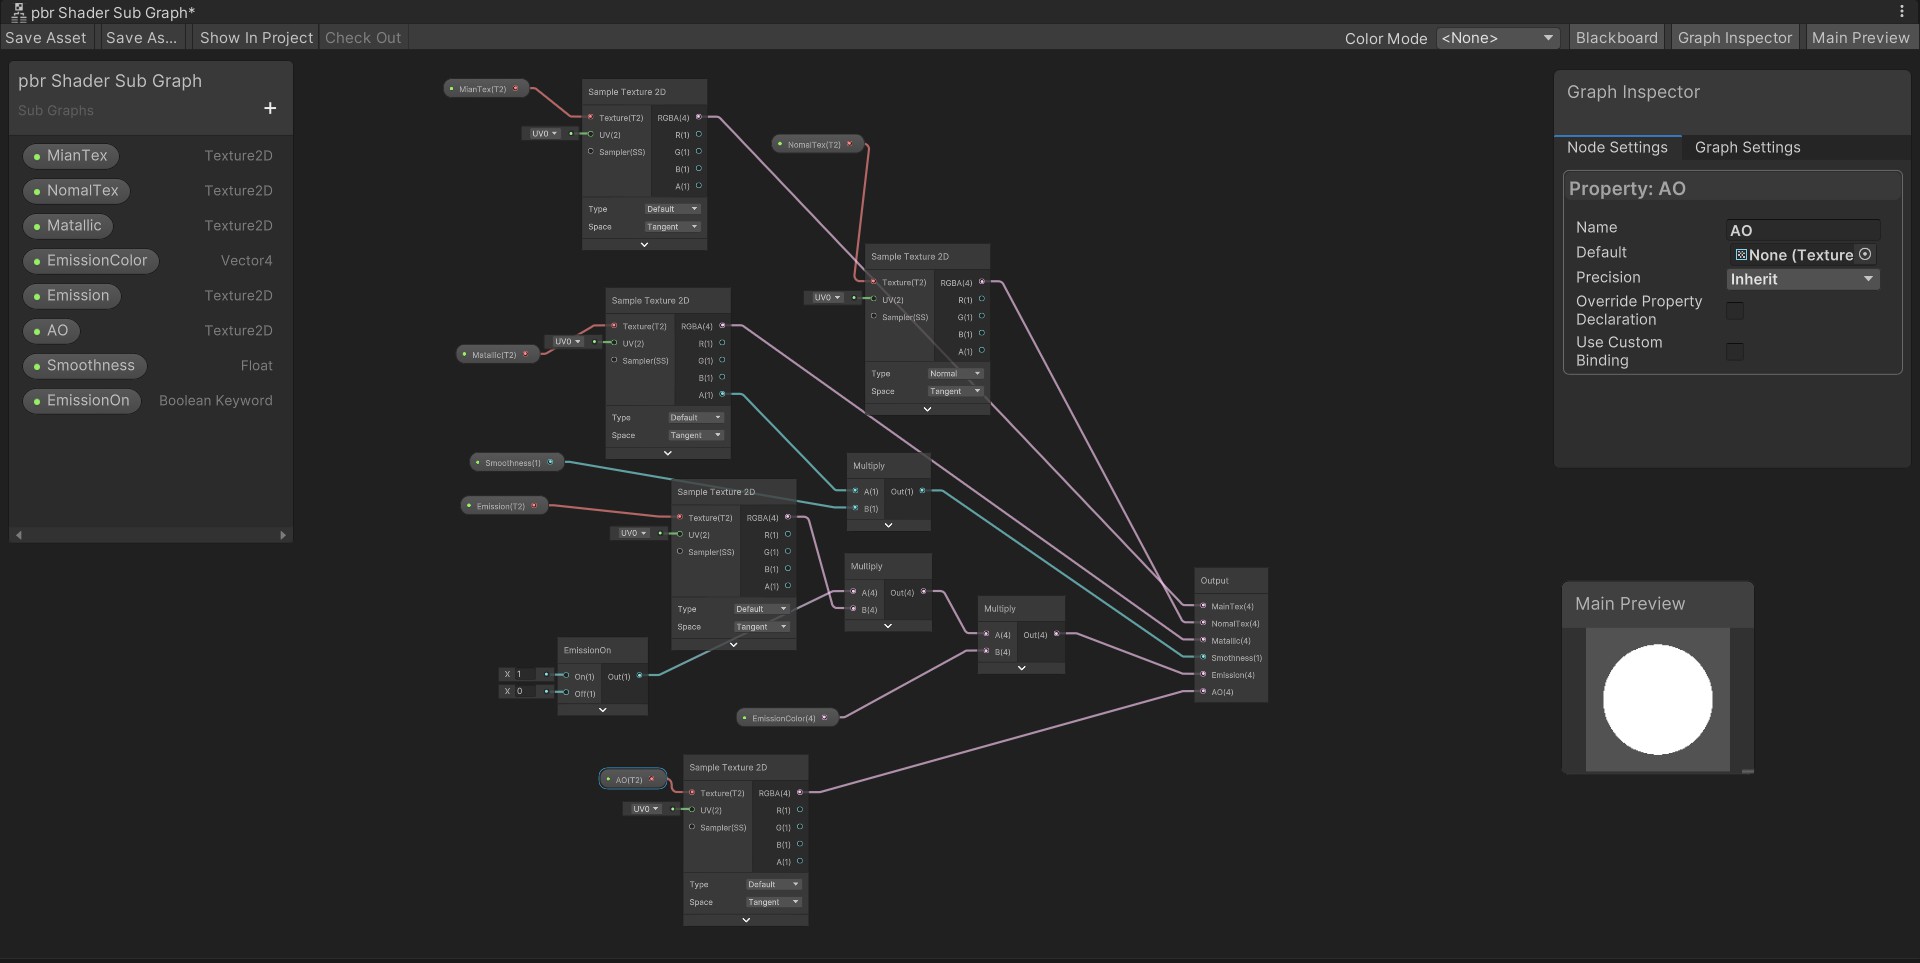 pbr Shader Sub Graph*
Save Asset
Save As...
Show In Project
Check Out
Color Mode
<None>
Blackboard
Graph Inspector
Main Preview
pbr Shader Sub Graph
Sub Graphs
+
MianTex Texture2D
NomalTex Texture2D
Matallic Texture2D
EmissionColor Vector4
Emission Texture2D
AO Texture2D
Smoothness Float
EmissionOn Boolean Keyword
MianTex(T2)
Sample Texture 2D
Texture(T2) RGBA(4)
UV0
UV(2) R(1)
Sampler(SS) G(1)
B(1)
A(1)
Type Default
Space Tangent
NomalTex(T2)
Sample Texture 2D
Texture(T2) RGBA(4)
UV0
UV(2) R(1)
Sampler(SS) G(1)
B(1)
A(1)
Type Normal
Space Tangent
Matallic(T2)
Sample Texture 2D
Texture(T2) RGBA(4)
UV0
UV(2) R(1)
Sampler(SS) G(1)
B(1)
A(1)
Type Default
Space Tangent
Smoothness(1)
Multiply
A(1) Out(1)
B(1)
Emission(T2)
Sample Texture 2D
Texture(T2) RGBA(4)
UV0
UV(2) R(1)
Sampler(SS) G(1)
B(1)
A(1)
Type Default
Space Tangent
Multiply
A(4) Out(4)
B(4)
Multiply
A(4) Out(4)
B(4)
EmissionOn
X 1
On(1) Out(1)
X 0
Off(1)
EmissionColor(4)
AO(T2)
Sample Texture 2D
Texture(T2) RGBA(4)
UV0
UV(2) R(1)
Sampler(SS) G(1)
B(1)
A(1)
Type Default
Space Tangent
Output
MainTex(4)
NomalTex(4)
Matallic(4)
Smothness(1)
Emission(4)
AO(4)
Graph Inspector
Node Settings
Graph Settings
Property: AO
Name AO
Default None (Texture
Precision Inherit
Override Property
Declaration
Use Custom
Binding
Main Preview